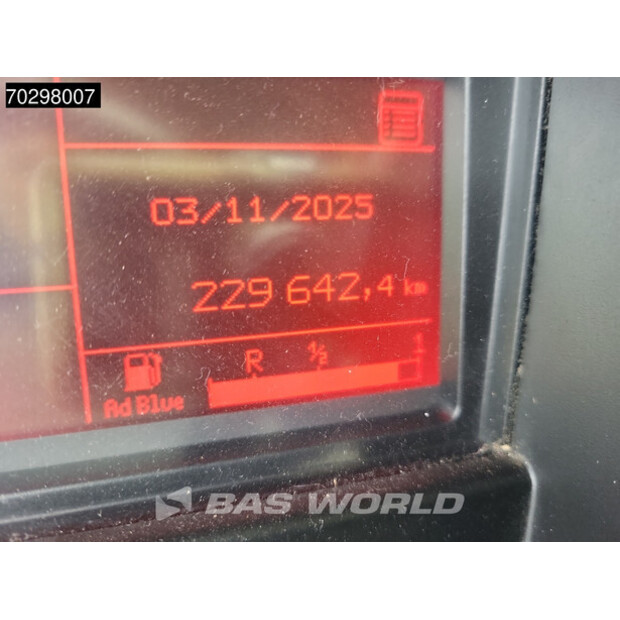 70298007
03/11/2025
229 642,4 km
R 1/2 1
Ad Blue
BAS WORLD